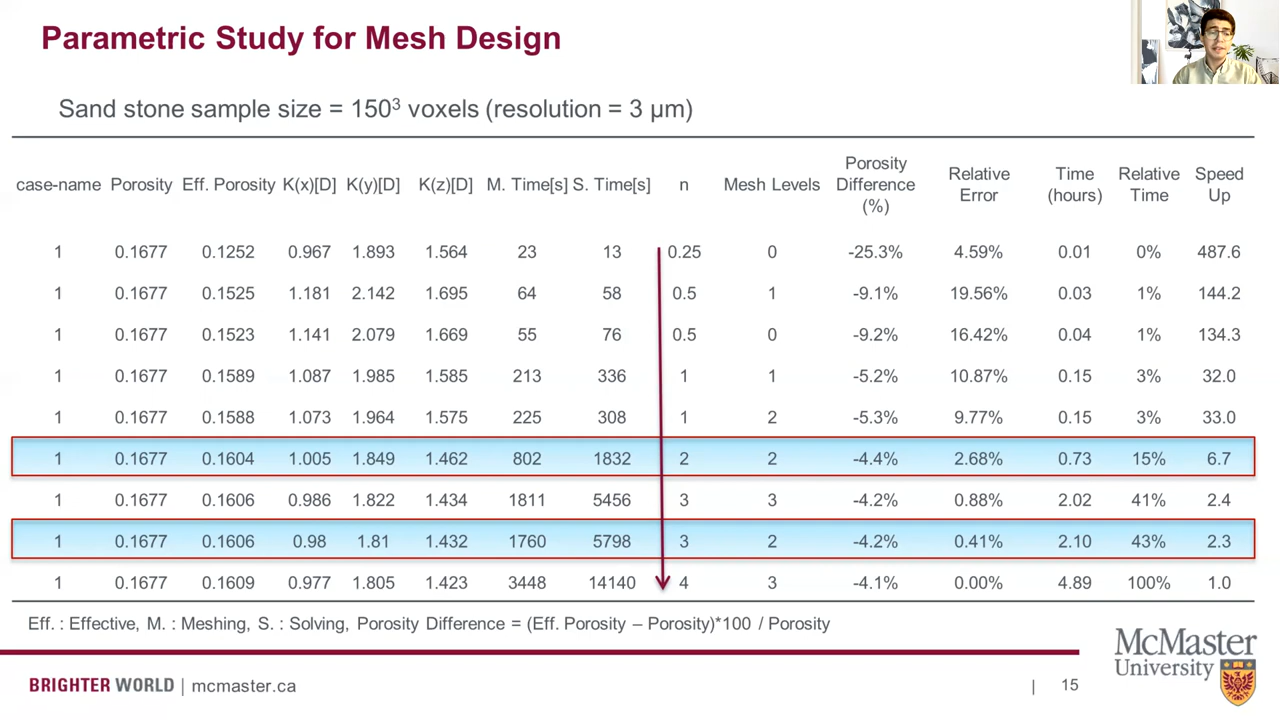 Parametric Study for Mesh Design
Sand stone sample size = 150³ voxels (resolution = 3 µm)
case-name Porosity Eff. Porosity K(x)[D] K(y)[D] K(z)[D] M. Time[s] S. Time[s] n Mesh Levels Porosity Difference (%) Relative Error Time (hours) Relative Time Speed Up
1 0.1677 0.1252 0.967 1.893 1.564 23 13 0.25 0 -25.3% 4.59% 0.01 0% 487.6
1 0.1677 0.1525 1.181 2.142 1.695 64 58 0.5 1 -9.1% 19.56% 0.03 1% 144.2
1 0.1677 0.1523 1.141 2.079 1.669 55 76 0.5 0 -9.2% 16.42% 0.04 1% 134.3
1 0.1677 0.1589 1.087 1.985 1.585 213 336 1 1 -5.2% 10.87% 0.15 3% 32.0
1 0.1677 0.1588 1.073 1.964 1.575 225 308 1 2 -5.3% 9.77% 0.15 3% 33.0
1 0.1677 0.1604 1.005 1.849 1.462 802 1832 2 2 -4.4% 2.68% 0.73 15% 6.7
1 0.1677 0.1606 0.986 1.822 1.434 1811 5456 3 3 -4.2% 0.88% 2.02 41% 2.4
1 0.1677 0.1606 0.98 1.81 1.432 1760 5798 3 2 -4.2% 0.41% 2.10 43% 2.3
1 0.1677 0.1609 0.977 1.805 1.423 3448 14140 4 3 -4.1% 0.00% 4.89 100% 1.0
Eff. : Effective, M. : Meshing, S. : Solving, Porosity Difference = (Eff. Porosity – Porosity)*100 / Porosity
McMaster
University
BRIGHTER WORLD | mcmaster.ca
| 15